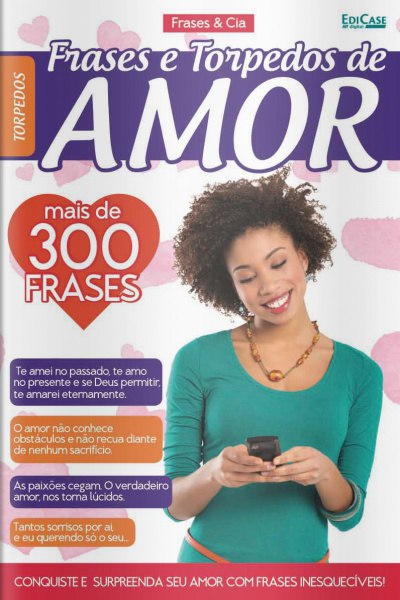 Frases & Cia
EDICASE
digital
TORPEDOS
Frases e Torpedos de
AMOR
mais de
300
FRASES
Te amei no passado, te amo
no presente e se Deus permitir,
te amarei eternamente.
O amor não conhece
obstáculos e não recua diante
de nenhum sacrifício.
As paixões cegam. O verdadeiro
amor, nos torna lúcidos.
Tantos sorrisos por ai,
e eu querendo só o seu...
CONQUISTE E SURPREENDA SEU AMOR COM FRASES INESQUECÍVEIS!